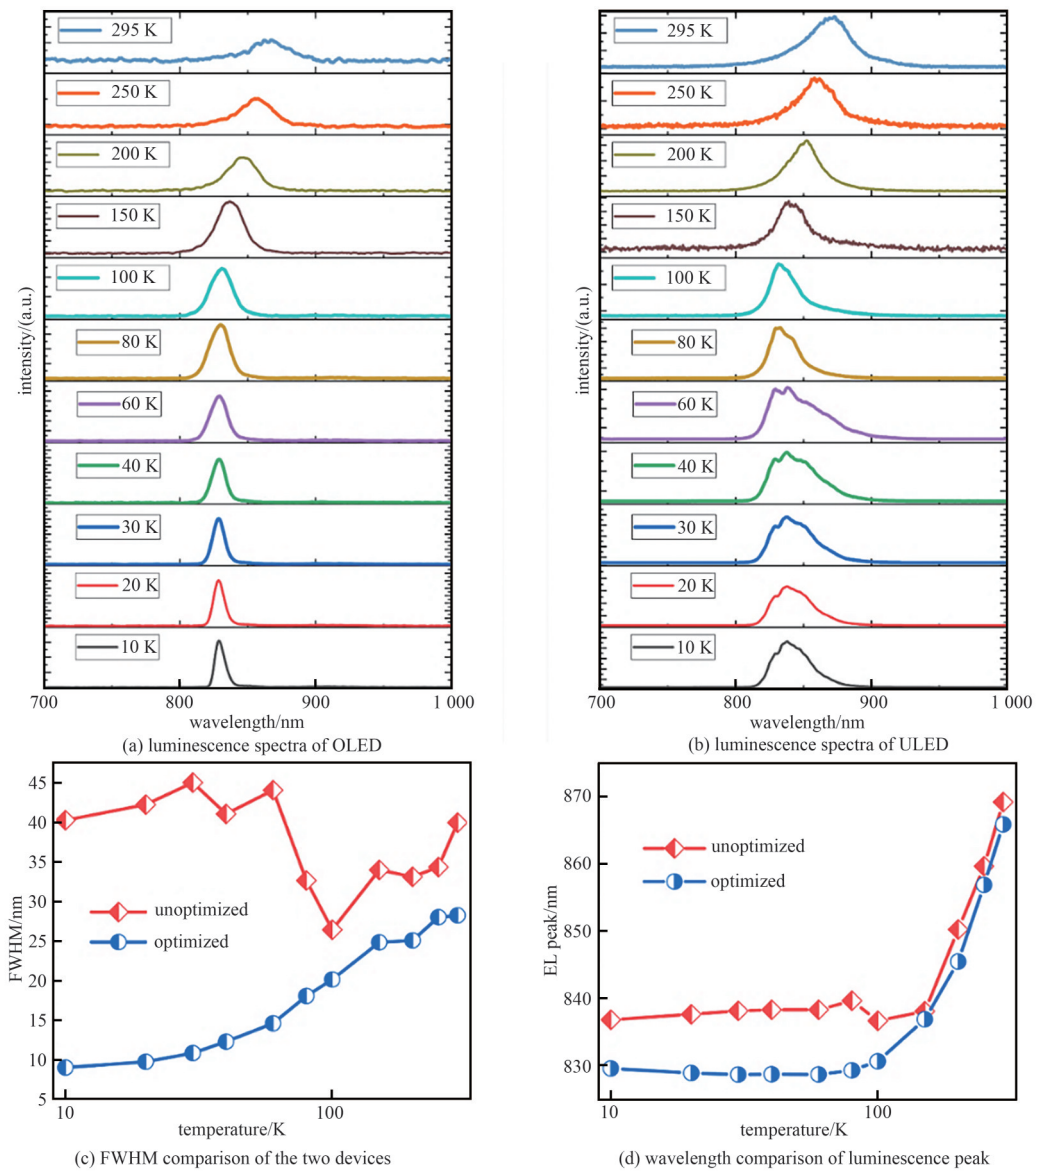 295 K
250 K
200 K
150 K
100 K
80 K
60 K
40 K
30 K
20 K
10 K
intensity/(a.u.)
700 800 900 1 000
wavelength/nm
(a) luminescence spectra of OLED
295 K
250 K
200 K
150 K
100 K
80 K
60 K
40 K
30 K
20 K
10 K
intensity/(a.u.)
700 800 900 1 000
wavelength/nm
(b) luminescence spectra of ULED
45
40
35
30
25
20
15
10
5
FWHM/nm
unoptimized
optimized
10 100
temperature/K
(c) FWHM comparison of the two devices
870
860
850
840
830
EL peak/nm
unoptimized
optimized
10 100
temperature/K
(d) wavelength comparison of luminescence peak